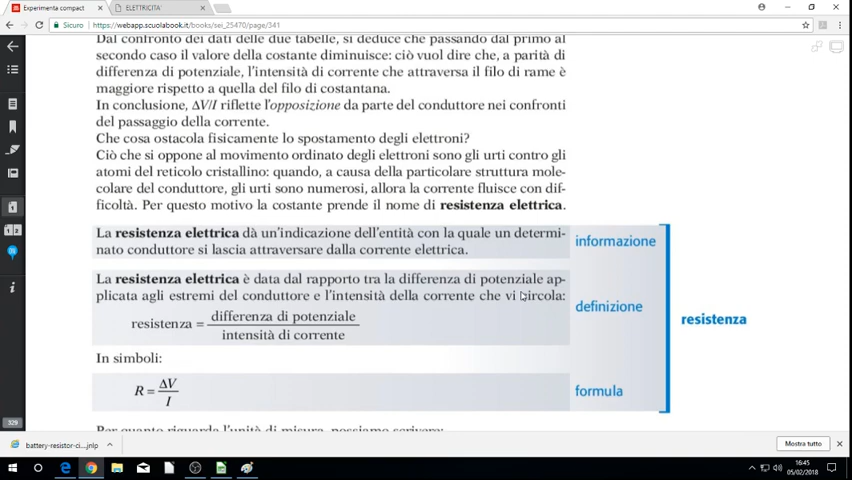 Experimenta compact
ELETTRICITA'
Sicuro
https://webapp.scuolabook.it/books/sei_25470/page/341
Dal confronto dei dati delle due tabelle, si deduce che passando dal primo al
secondo caso il valore della costante diminuisce: ciò vuol dire che, a parità di
differenza di potenziale, l'intensità di corrente che attraversa il filo di rame è
maggiore rispetto a quella del filo di costantana.
In conclusione, ΔV/I riflette l'opposizione da parte del conduttore nei confronti
del passaggio della corrente.
Che cosa ostacola fisicamente lo spostamento degli elettroni?
Ciò che si oppone al movimento ordinato degli elettroni sono gli urti contro gli
atomi del reticolo cristallino: quando, a causa della particolare struttura mole-
colare del conduttore, gli urti sono numerosi, allora la corrente fluisce con dif-
ficoltà. Per questo motivo la costante prende il nome di resistenza elettrica.
La resistenza elettrica dà un'indicazione dell'entità con la quale un determi-
nato conduttore si lascia attraversare dalla corrente elettrica.
informazione
La resistenza elettrica è data dal rapporto tra la differenza di potenziale ap-
plicata agli estremi del conduttore e l'intensità della corrente che vi circola:
resistenza = differenza di potenziale
intensità di corrente
definizione
resistenza
In simboli:
R = ΔV
I
formula
Per quanto riguarda l'unità di misura, possiamo scrivere:
329
battery-resistor-ci....jnlp
Mostra tutto
16:45
05/02/2018